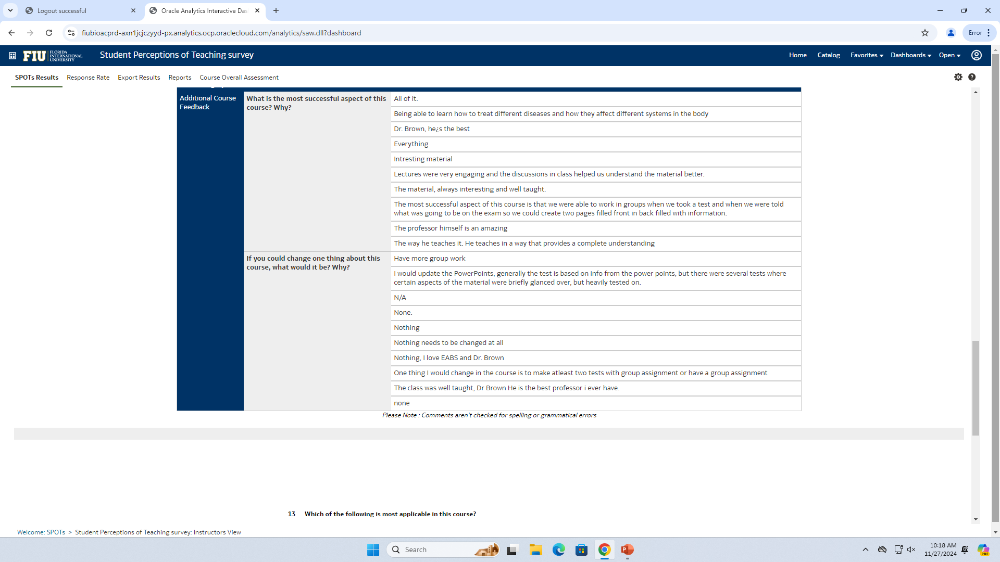 Logout successful
Oracle Analytics Interactive Das
fiubioacprd-axn1jcjczyyd-px.analytics.ocp.oraclecloud.com/analytics/saw.dll?dashboard
Error
FIU FLORIDA
INTERNATIONAL
UNIVERSITY
Student Perceptions of Teaching survey
Home Catalog Favorites Dashboards Open
SPOTs Results Response Rate Export Results Reports Course Overall Assessment
Additional Course
Feedback
What is the most successful aspect of this
course? Why?
All of it.
Being able to learn how to treat different diseases and how they affect different systems in the body
Dr. Brown, he¿s the best
Everything
Intresting material
Lectures were very engaging and the discussions in class helped us understand the material better.
The material, always interesting and well taught.
The most successful aspect of this course is that we were able to work in groups when we took a test and when we were told
what was going to be on the exam so we could create two pages filled front in back filled with information.
The professor himself is an amazing
The way he teaches it. He teaches in a way that provides a complete understanding
If you could change one thing about this
course, what would it be? Why?
Have more group work
I would update the PowerPoints, generally the test is based on info from the power points, but there were several tests where
certain aspects of the material were briefly glanced over, but heavily tested on.
N/A
None.
Nothing
Nothing needs to be changed at all
Nothing, I love EABS and Dr. Brown
One thing I would change in the course is to make atleast two tests with group assignment or have a group assignment
The class was well taught, Dr Brown He is the best professor i ever have.
none
Please Note : Comments aren't checked for spelling or grammatical errors
13 Which of the following is most applicable in this course?
Welcome: SPOTs > Student Perceptions of Teaching survey: Instructors View
Search
10:18 AM
11/27/2024
PRE